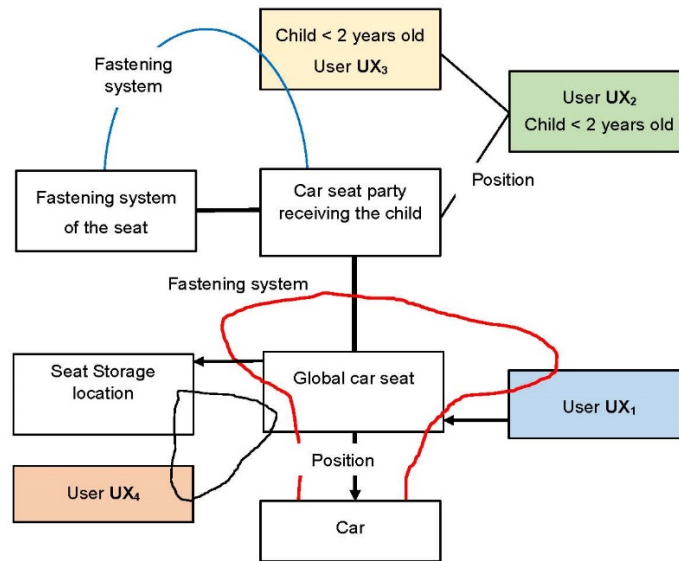 Child < 2 years old
User UX₃
Fastening
system
User UX₂
Child < 2 years old
Position
Fastening system
of the seat
Car seat party
receiving the child
Fastening system
Seat Storage
location
Global car seat
User UX₁
Position
User UX₄
Car